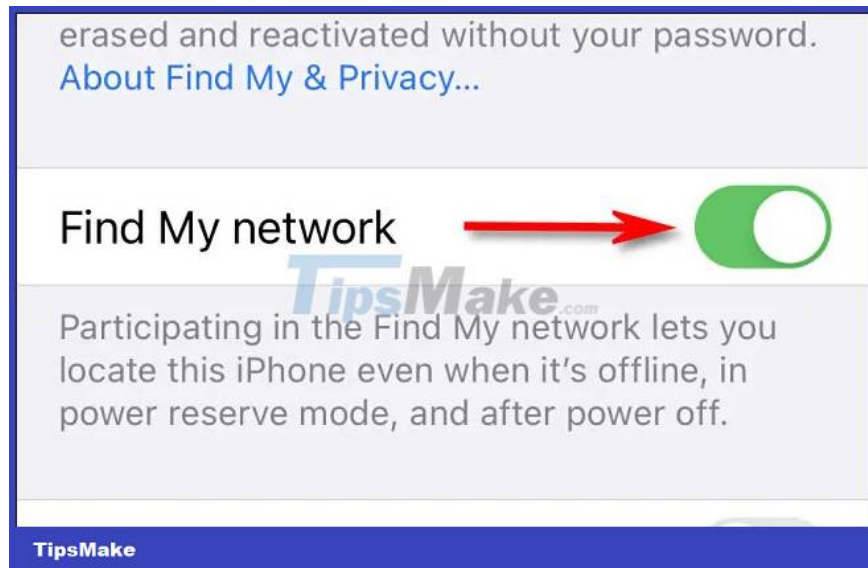 erased and reactivated without your password.
About Find My & Privacy...
Find My network
TipsMake.com
Participating in the Find My network lets you
locate this iPhone even when it's offline, in
power reserve mode, and after power off.
TipsMake